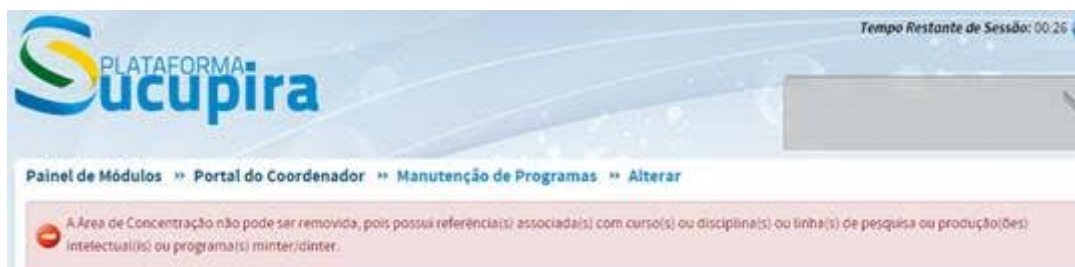 Tempo Restante de Sessão: 00:26
PLATAFORMA
Sucupira
Painel de Módulos » Portal do Coordenador » Manutenção de Programas » Alterar
A Área de Concentração não pode ser removida, pois possui referência(s) associada(s) com curso(s) ou disciplina(s) ou linha(s) de pesquisa ou produção(ões)
intelectual(is) ou programa(s) minter/dinter.